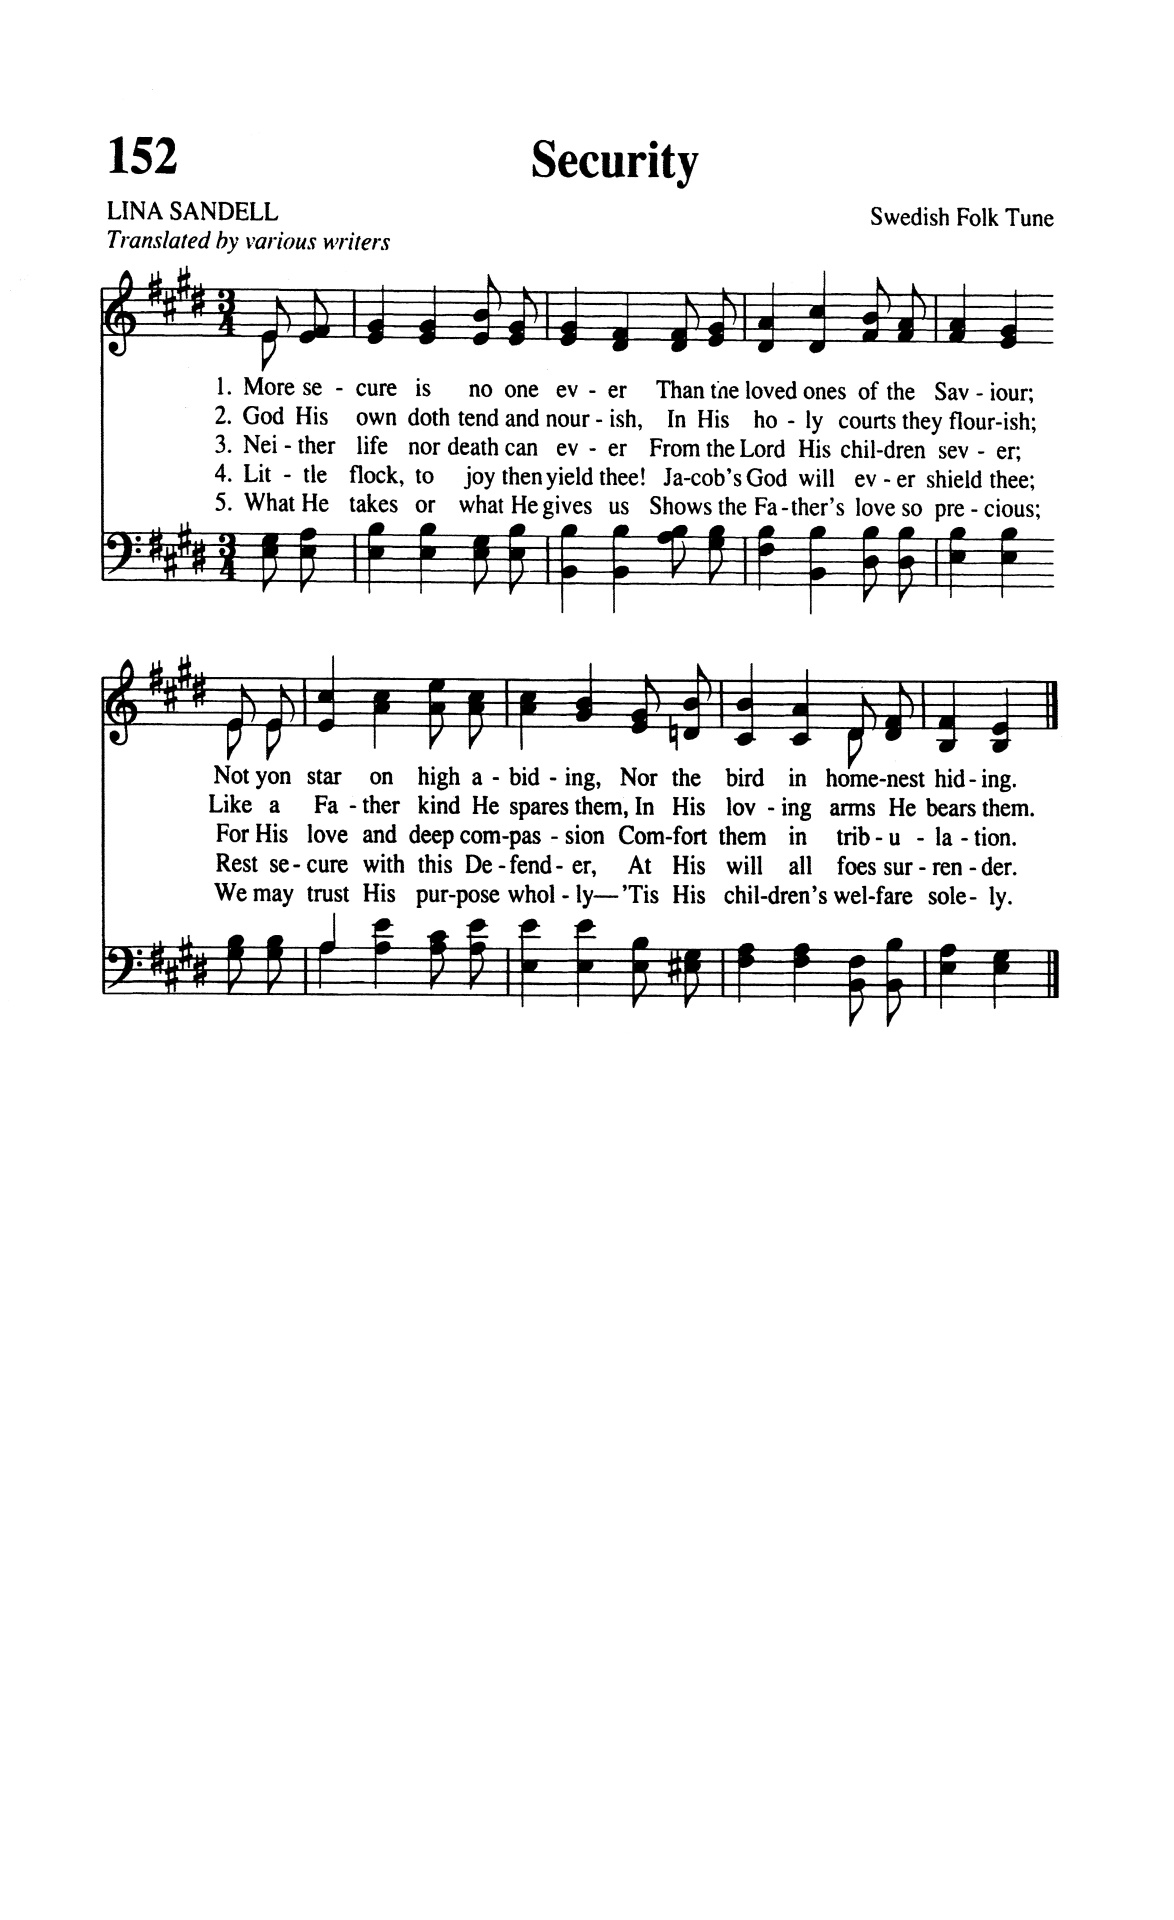 152 Security
LINA SANDELL
Swedish Folk Tune
Translated by various writers
3 4
1. More se - cure is no one ev - er Than the loved ones of the Sav - iour;
2. God His own doth tend and nour - ish, In His ho - ly courts they flour-ish;
3. Nei - ther life nor death can ev - er From the Lord His chil-dren sev - er;
4. Lit - tle flock, to joy then yield thee! Ja-cob's God will ev - er shield thee;
5. What He takes or what He gives us Shows the Fa-ther's love so pre - cious;
3 4
Not yon star on high a - bid - ing, Nor the bird in home-nest hid - ing.
Like a Fa - ther kind He spares them, In His lov - ing arms He bears them.
For His love and deep com-pas - sion Com-fort them in trib - u - la - tion.
Rest se - cure with this De - fend - er, At His will all foes sur - ren - der.
We may trust His pur-pose whol - ly—'Tis His chil-dren's wel-fare sole - ly.